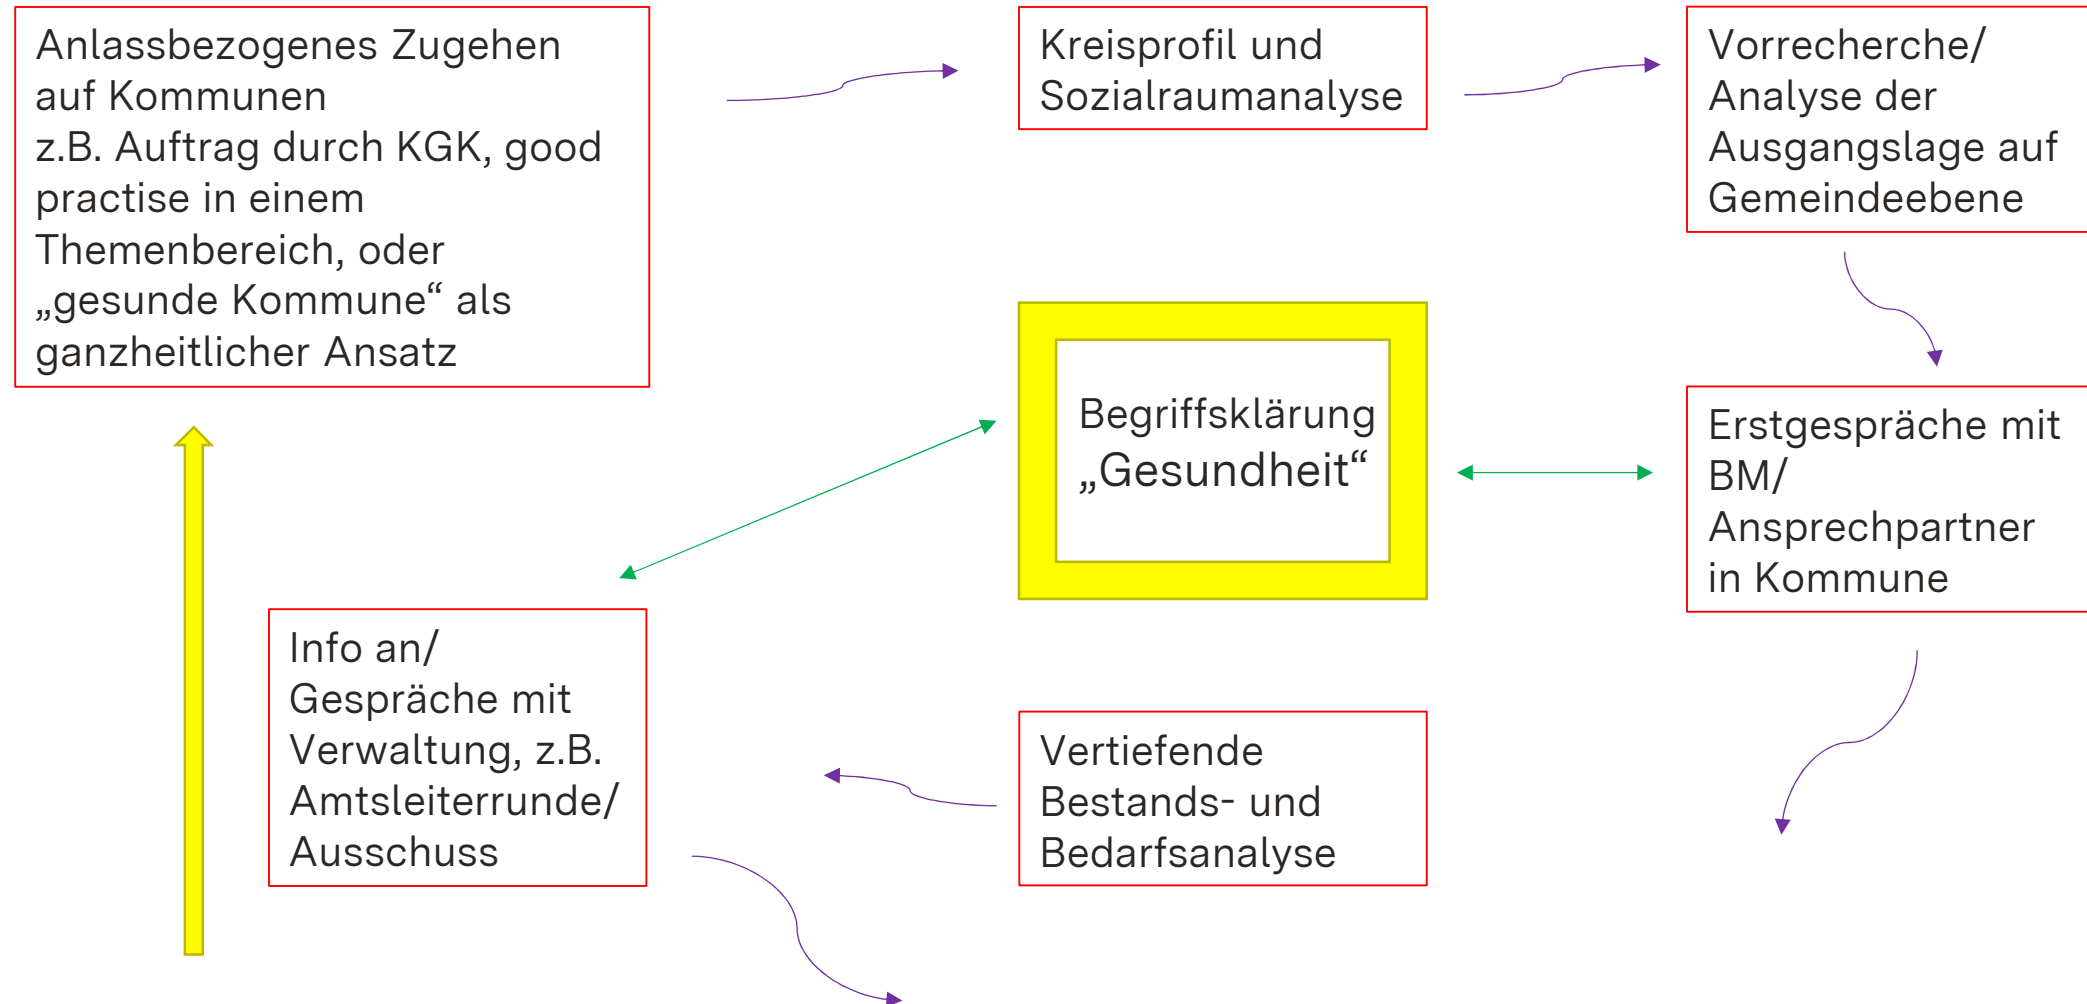 Anlassbezogenes Zugehen
auf Kommunen
z.B. Auftrag durch KGK, good
practise in einem
Themenbereich, oder
„gesunde Kommune“ als
ganzheitlicher Ansatz
Kreisprofil und
Sozialraumanalyse
Vorrecherche/
Analyse der
Ausgangslage auf
Gemeindeebene
Begriffsklärung
„Gesundheit“
Erstgespräche mit
BM/
Ansprechpartner
in Kommune
Info an/
Gespräche mit
Verwaltung, z.B.
Amtsleiterrunde/
Ausschuss
Vertiefende
Bestands- und
Bedarfsanalyse